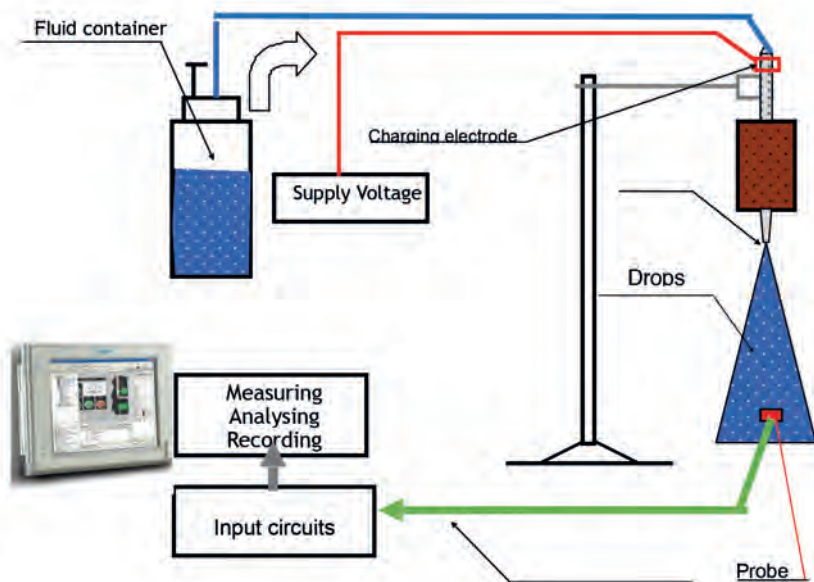 Fluid container
Charging electrode
Supply Voltage
Drops
Measuring
Analysing
Recording
Input circuits
Probe